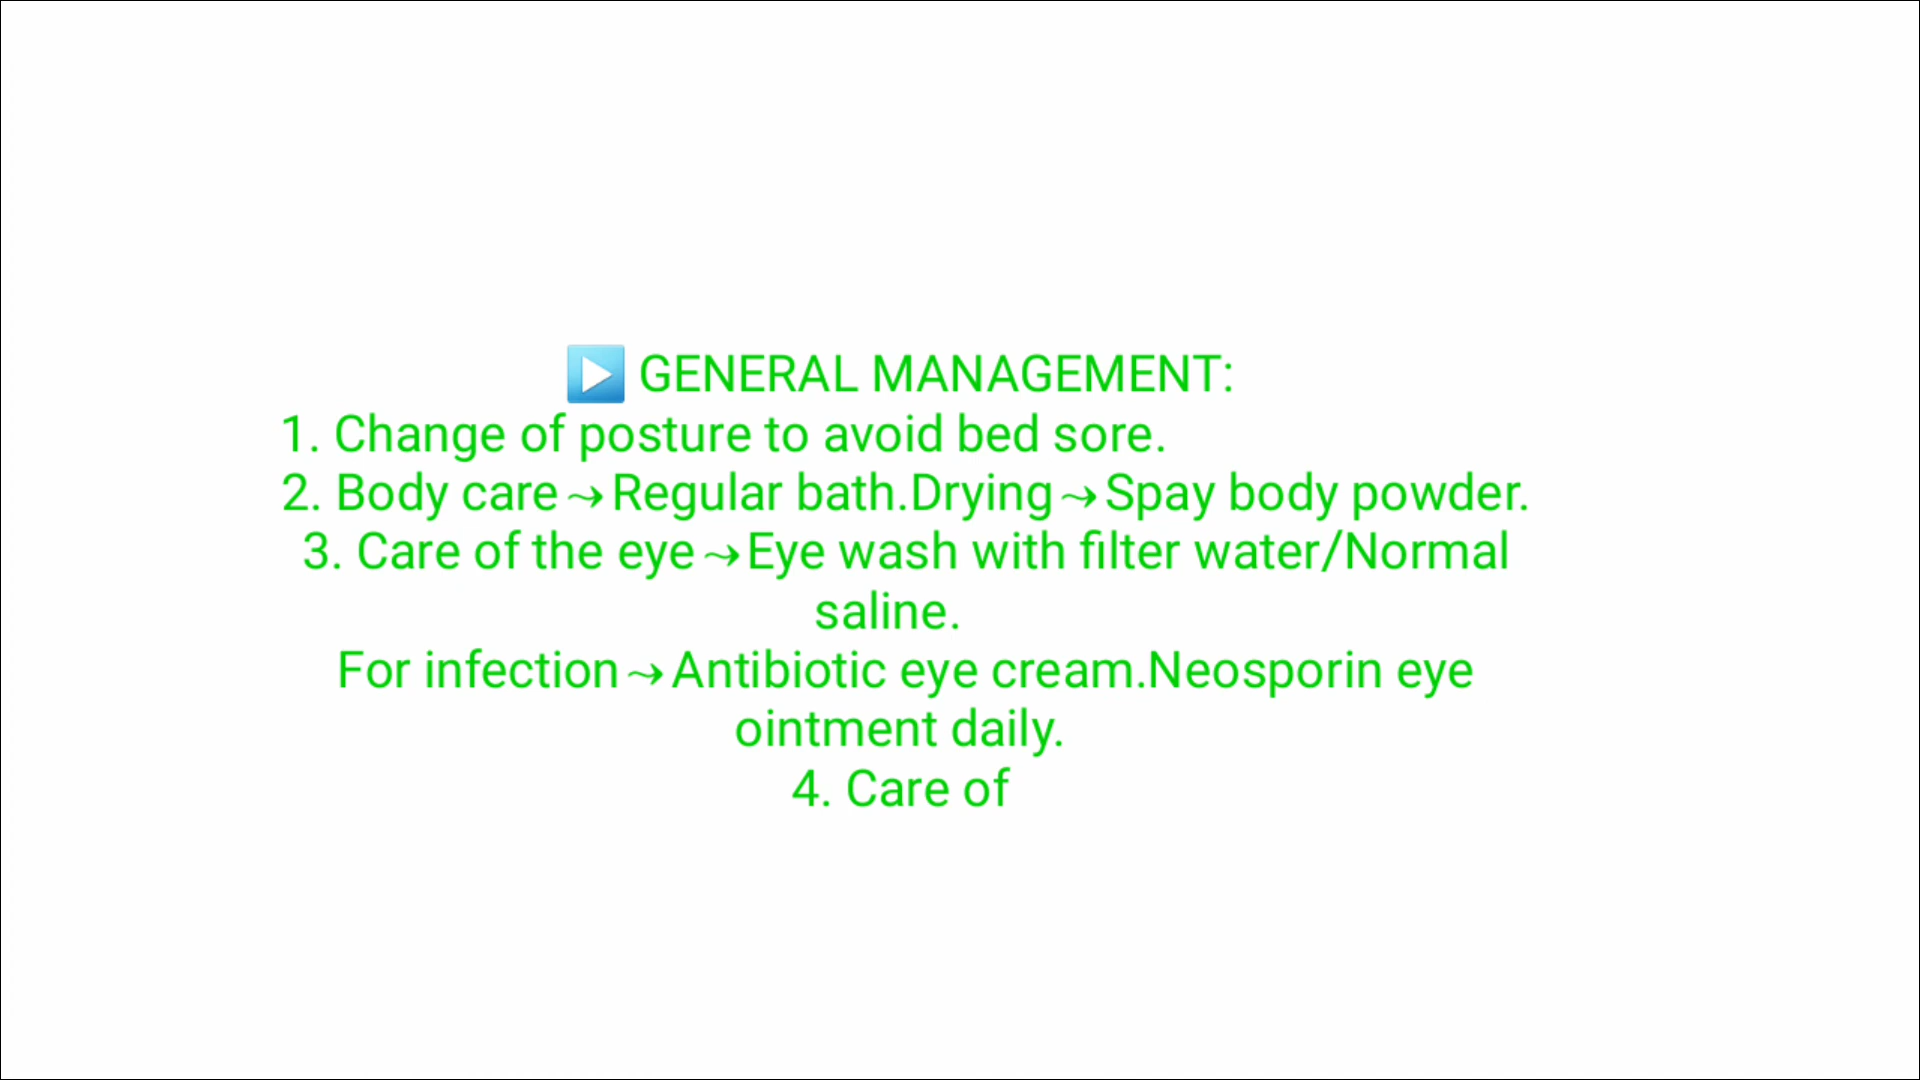 ▶️ GENERAL MANAGEMENT:
1. Change of posture to avoid bed sore.
2. Body care⤳Regular bath.Drying⤳Spay body powder.
3. Care of the eye⤳Eye wash with filter water/Normal
saline.
For infection⤳Antibiotic eye cream.Neosporin eye
ointment daily.
4. Care of